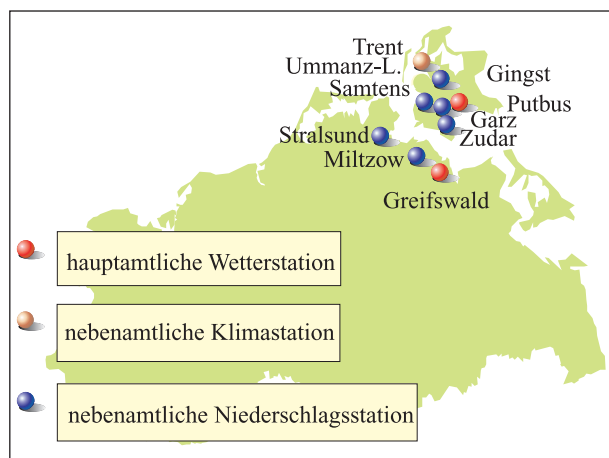 Trent
Ummanz-L.
Gingst
Samtens
Putbus
Garz
Zudar
Stralsund
Miltzow
Greifswald
hauptamtliche Wetterstation
nebenamtliche Klimastation
nebenamtliche Niederschlagsstation